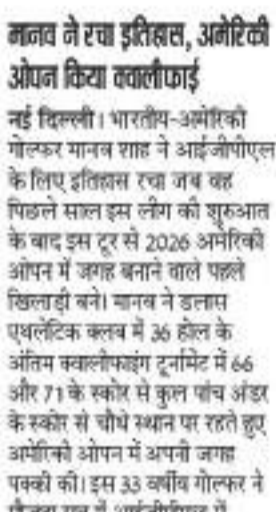 मानव ने रचा इतिहास, अमेरिकी
ओपन किया क्वालीफाई
नई दिल्ली। भारतीय-अमेरिकी
गोल्फर मानव शाह ने आईजीपीएल
के लिए इतिहास रचा जब वह
पिछले साल इस लीग की शुरुआत
के बाद इस टूर से 2026 अमेरिकी
ओपन में जगह बनाने वाले पहले
खिलाड़ी बने। मानव ने डलास
एथलेटिक क्लब में 36 होल के
अंतिम क्वालीफाइंग टूर्नामेंट में 66
और 71 के स्कोर से कुल पांच अंडर
के स्कोर से चौथे स्थान पर रहते हुए
अमेरिकी ओपन में अपनी जगह
पक्की की। इस 33 वर्षीय गोल्फर ने